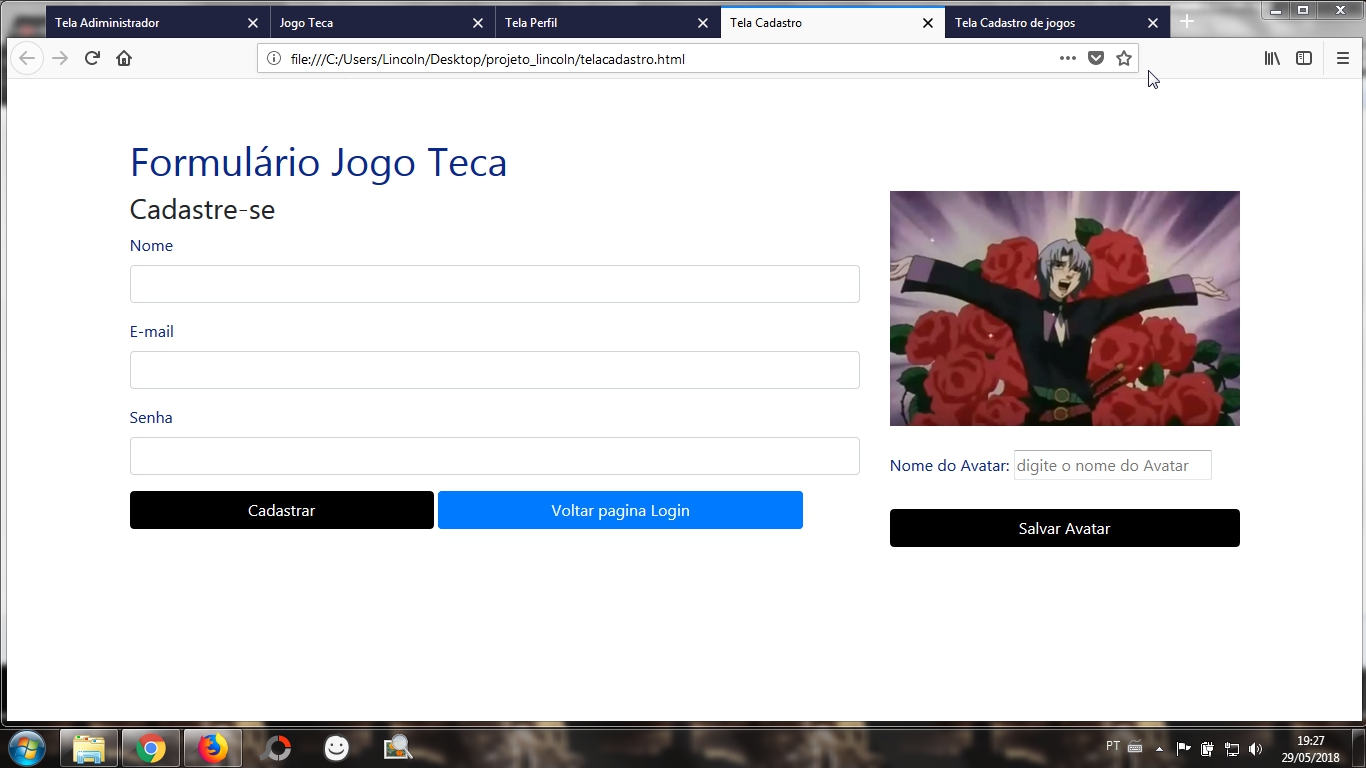 Tela Adiministrador
Jogo Teca
Tela Perfil
Tela Cadastro
Tela Cadastro de jogos
file:///C:/Users/Lincoln/Desktop/projeto_lincoln/telacadastro.html
Formulário Jogo Teca
Cadastre-se
Nome
E-mail
Senha
Cadastrar
Voltar pagina Login
Nome do Avatar: digite o nome do Avatar
Salvar Avatar
PT
19:27
29/05/2018